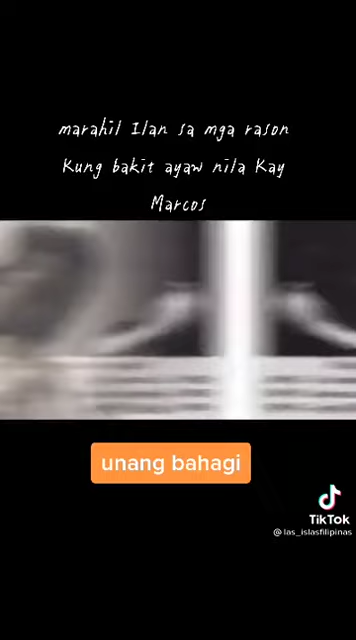 marahil Ilan sa mga rason
Kung bakit ayaw nila Kay
Marcos
unang bahagi
TikTok
@las_islasfilipinas